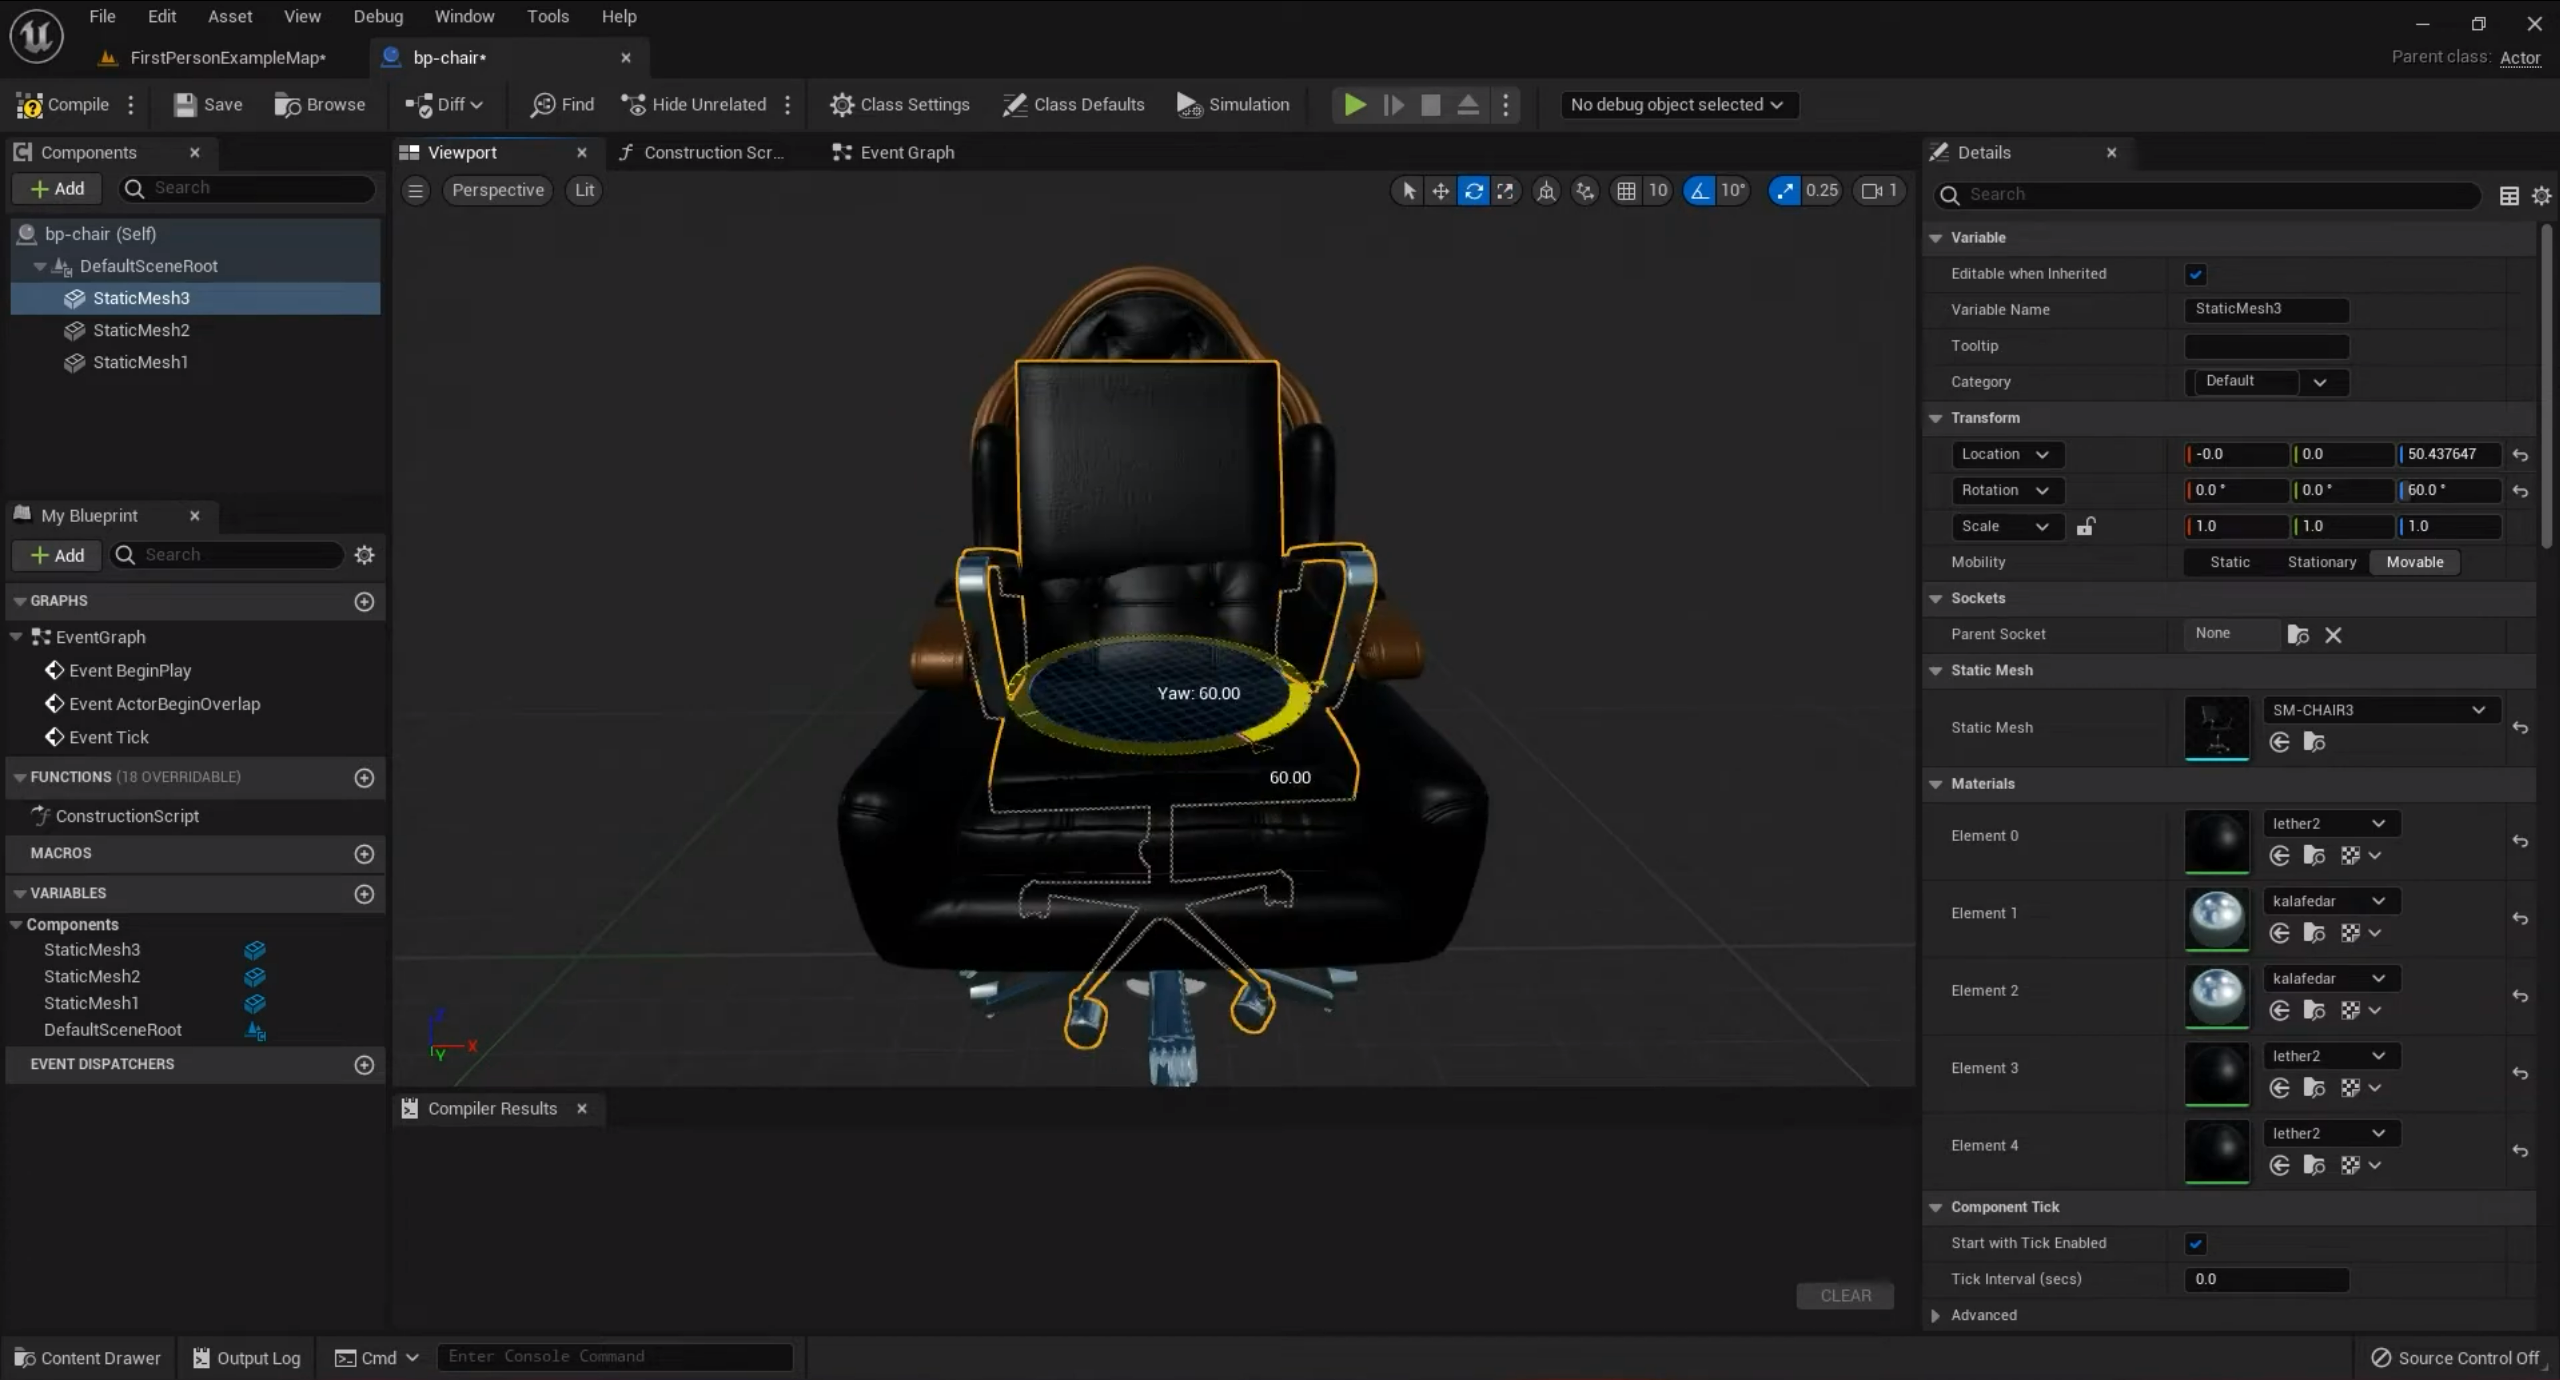 File Edit Asset View Debug Window Tools Help
FirstPersonExampleMap* bp-chair* Parent class: Actor
Compile Save Browse Diff Find Hide Unrelated Class Settings Class Defaults Simulation No debug object selected
Components
Add Search
bp-chair (Self)
DefaultSceneRoot
StaticMesh3
StaticMesh2
StaticMesh1
My Blueprint
Add Search
GRAPHS
EventGraph
Event BeginPlay
Event ActorBeginOverlap
Event Tick
FUNCTIONS (18 OVERRIDABLE)
ConstructionScript
MACROS
VARIABLES
Components
StaticMesh3
StaticMesh2
StaticMesh1
DefaultSceneRoot
EVENT DISPATCHERS
Viewport Construction Scr... Event Graph
Perspective Lit 10 10° 0.25 1
Yaw: 60.00
60.00
Z
X
Y
Compiler Results
CLEAR
Details
Search
Variable
Editable when Inherited
Variable Name StaticMesh3
Tooltip
Category Default
Transform
Location -0.0 0.0 50.437647
Rotation 0.0 ° 0.0 ° 60.0 °
Scale 1.0 1.0 1.0
Mobility Static Stationary Movable
Sockets
Parent Socket None
Static Mesh
Static Mesh SM-CHAIR3
Materials
Element 0 lether2
Element 1 kalafedar
Element 2 kalafedar
Element 3 lether2
Element 4 lether2
Component Tick
Start with Tick Enabled
Tick Interval (secs) 0.0
Advanced
Content Drawer Output Log Cmd Enter Console Command Source Control Off